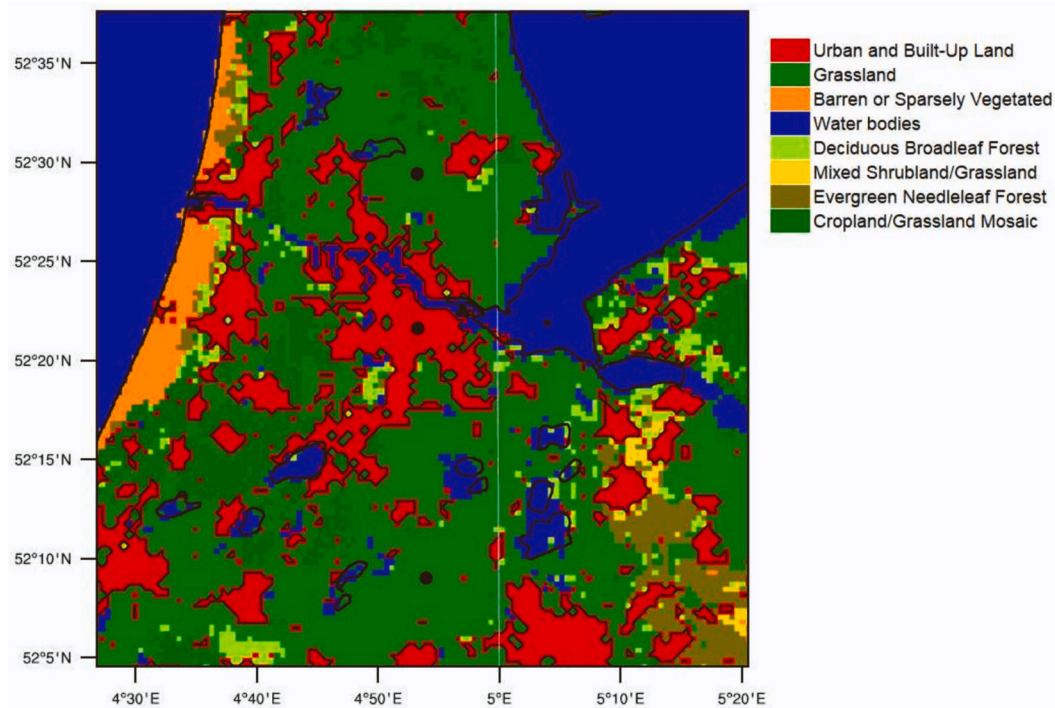 52°35'N
52°30'N
52°25'N
52°20'N
52°15'N
52°10'N
52°5'N
4°30'E
4°40'E
4°50'E
5°E
5°10'E
5°20'E
Urban and Built-Up Land
Grassland
Barren or Sparsely Vegetated
Water bodies
Deciduous Broadleaf Forest
Mixed Shrubland/Grassland
Evergreen Needleleaf Forest
Cropland/Grassland Mosaic